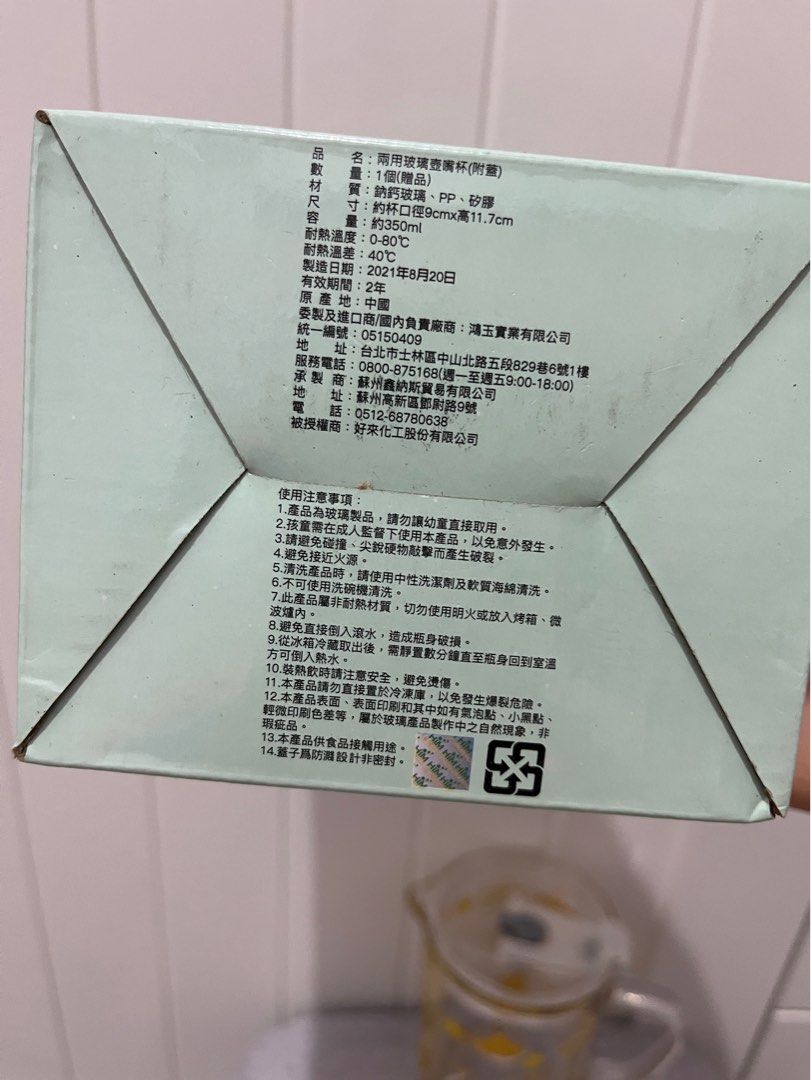 品名：兩用玻璃壺嘴杯(附蓋)
數量：1個(贈品)
材質：鈉鈣玻璃、PP、矽膠
尺寸：約杯口徑9cmx高11.7cm
容量：約350ml
耐熱溫度：0-80℃
耐熱溫差：40℃
製造日期：2021年8月20日
有效期間：2年
原產地：中國
委製及進口商/國內負責廠商：鴻玉實業有限公司
統一編號：05150409
地址：台北市士林區中山北路五段829巷6號1樓
服務電話：0800-875168(週一至週五9:00-18:00)
承製商：蘇州鑫納斯貿易有限公司
地址：蘇州高新區鄧尉路9號
電話：0512-68780638
被授權商：好來化工股份有限公司
使用注意事項：
1.產品為玻璃製品，請勿讓幼童直接取用。
2.孩童需在成人監督下使用本產品，以免意外發生。
3.請避免碰撞、尖銳硬物敲擊而產生破裂。
4.避免接近火源。
5.清洗產品時，請使用中性洗潔劑及軟質海綿清洗。
6.不可使用洗碗機清洗。
7.此產品屬非耐熱材質，切勿使用明火或放入烤箱、微
波爐內。
8.避免直接倒入滾水，造成瓶身破損。
9.從冰箱冷藏取出後，需靜置數分鐘直至瓶身回到室溫
方可倒入熱水。
10.裝熱飲時請注意安全，避免燙傷。
11.本產品請勿直接置於冷凍庫，以免發生爆裂危險。
12.本產品表面、表面印刷和其中如有氣泡點、小黑點、
輕微印刷色差等，屬於玻璃產品製作中之自然現象，非
瑕疵品。
13.本產品供食品接觸用途。
14.蓋子爲防濺設計非密封。